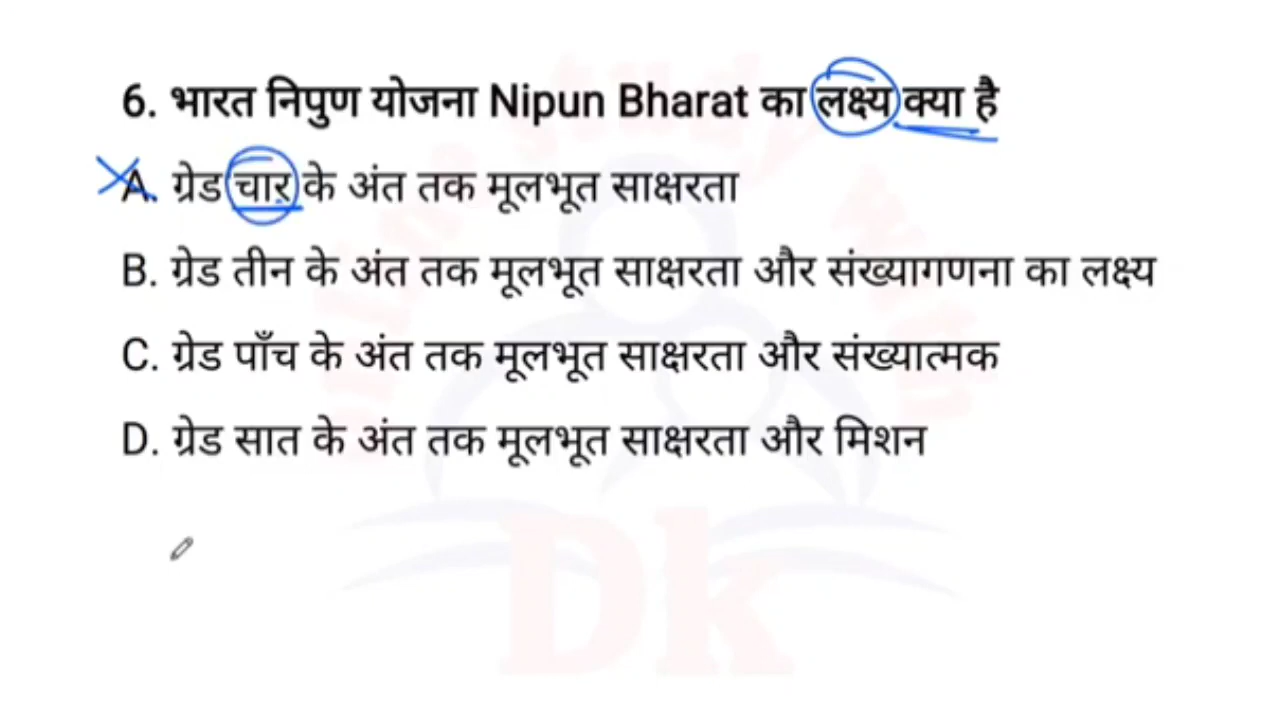 6. भारत निपुण योजना Nipun Bharat का लक्ष्य क्या है
A. ग्रेड चार के अंत तक मूलभूत साक्षरता
B. ग्रेड तीन के अंत तक मूलभूत साक्षरता और संख्यागणना का लक्ष्य
C. ग्रेड पाँच के अंत तक मूलभूत साक्षरता और संख्यात्मक
D. ग्रेड सात के अंत तक मूलभूत साक्षरता और मिशन
Dk